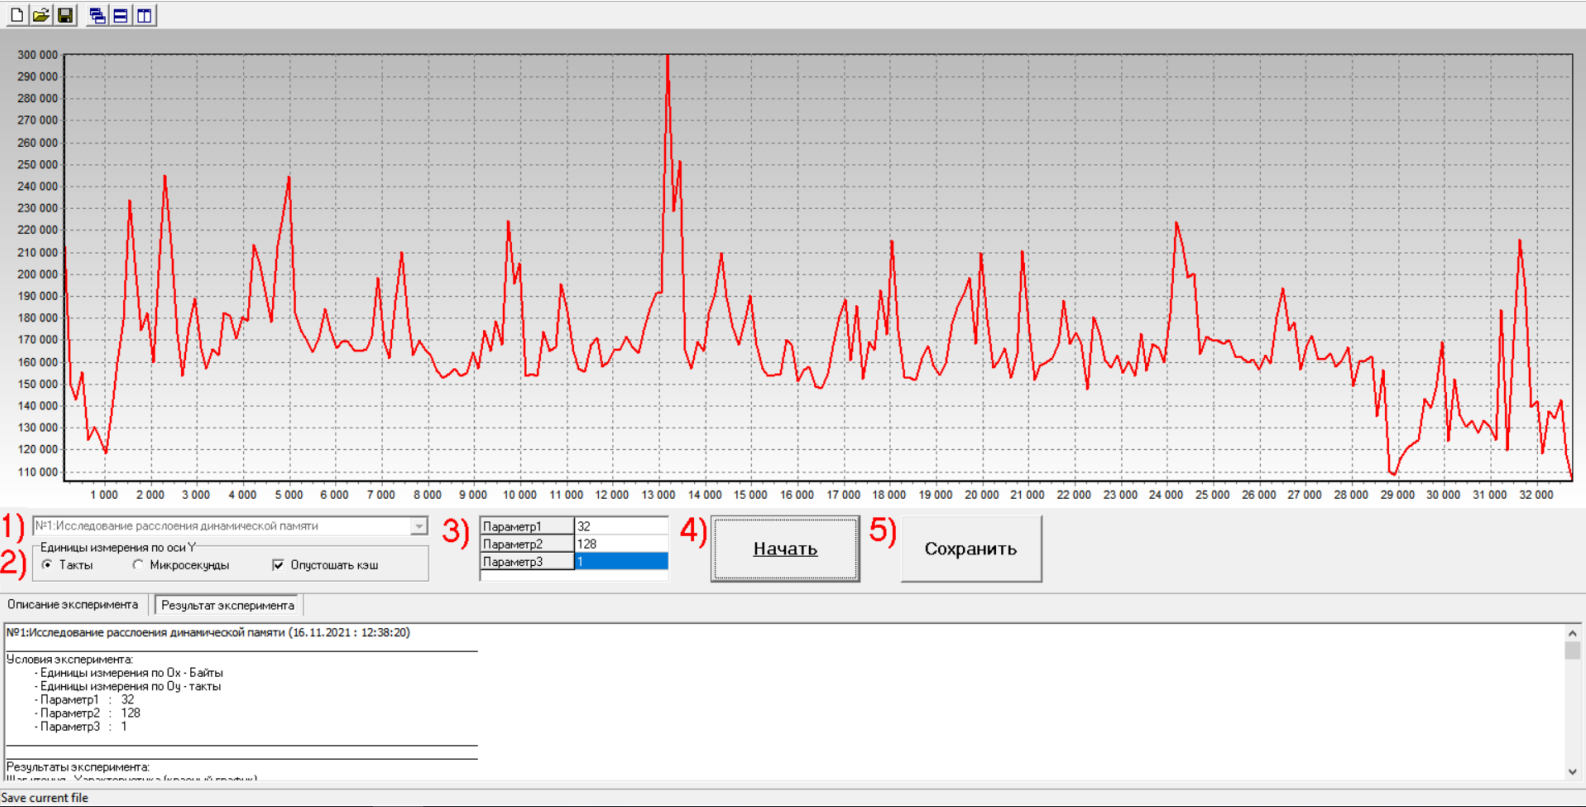 300 000
290 000
280 000
270 000
260 000
250 000
240 000
230 000
220 000
210 000
200 000
190 000
180 000
170 000
160 000
150 000
140 000
130 000
120 000
110 000
1 000 2 000 3 000 4 000 5 000 6 000 7 000 8 000 9 000 10 000 11 000 12 000 13 000 14 000 15 000 16 000 17 000 18 000 19 000 20 000 21 000 22 000 23 000 24 000 25 000 26 000 27 000 28 000 29 000 30 000 31 000 32 000
1) №1:Исследование расслоения динамической памяти
2) Единицы измерения по оси Y
Такты Микросекунды Опустошать кэш
3) Параметр1 32
Параметр2 128
Параметр3 1
4) Начать
5) Сохранить
Описание эксперимента Результат эксперимента
№1:Исследование расслоения динамической памяти (16.11.2021 : 12:38:20)
Условия эксперимента:
- Единицы измерения по Ox - Байты
- Единицы измерения по Oy - такты
- Параметр1 : 32
- Параметр2 : 128
- Параметр3 : 1
Результаты эксперимента:
Шаг чтения - Характеристика (красный график)
Save current file